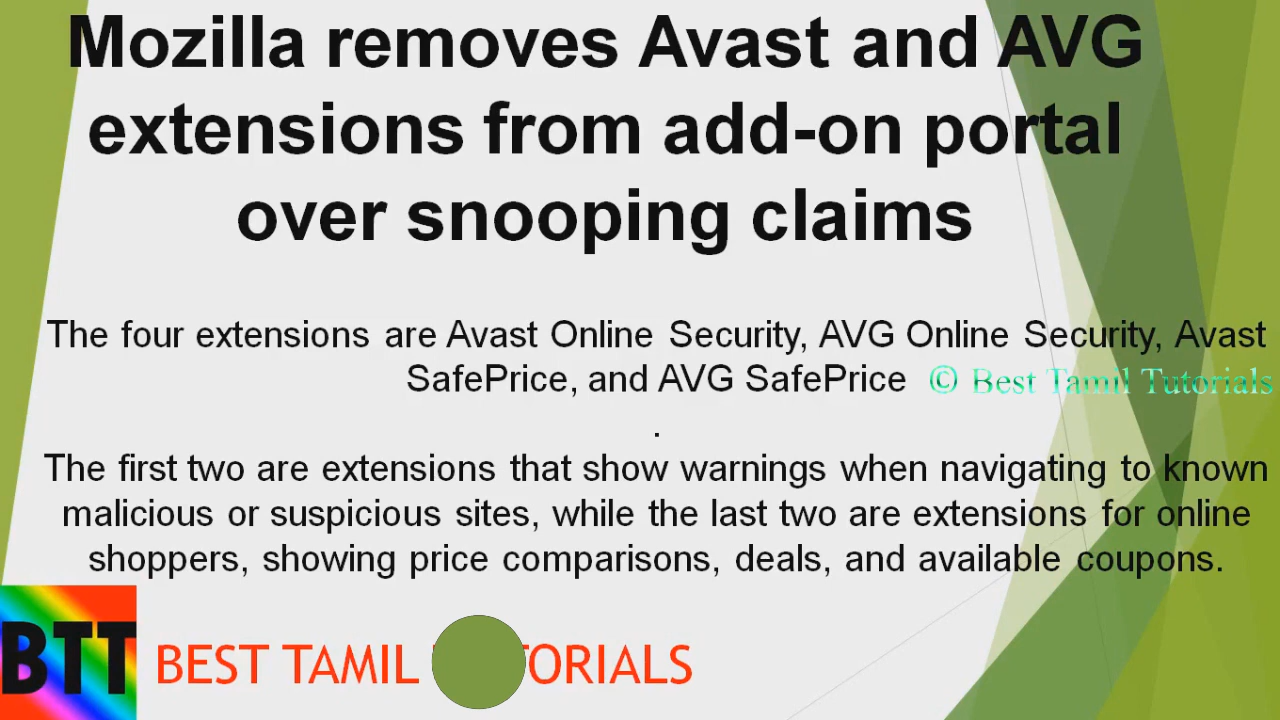 Mozilla removes Avast and AVG
extensions from add-on portal
over snooping claims
The four extensions are Avast Online Security, AVG Online Security, Avast
SafePrice, and AVG SafePrice © Best Tamil Tutorials
.
The first two are extensions that show warnings when navigating to known
malicious or suspicious sites, while the last two are extensions for online
shoppers, showing price comparisons, deals, and available coupons.
BTT BEST TAMIL